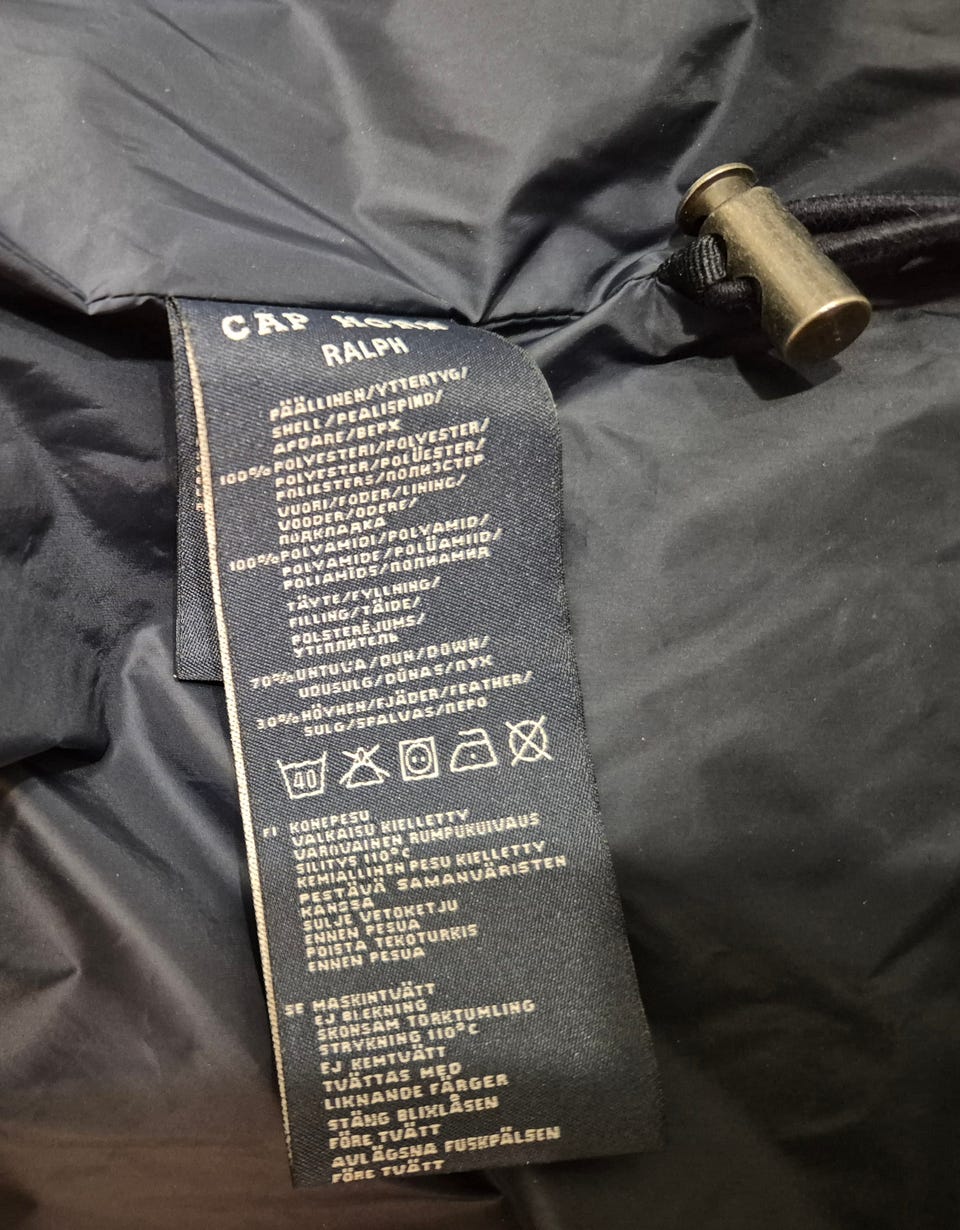 CAP HORN
RALPH
PÄÄLLINEN/YTTERTYG/
SHELL/PEALISPIND/
APDARE/ВЕРХ
100% POLYESTERI/POLYESTER/
POLYESTER/POLÜESTER/
POLIESTERS/ПОЛИЭСТЕР
VUORI/FODER/LINING/
VOODER/ODERE/
ПОДКЛАДКА
100% POLYAMIDI/POLYAMID/
POLYAMIDE/POLÜAMIID/
POLIAMĪDS/ПОЛИАМИД
TÄYTE/FYLLNING/
FILLING/TÄIDE/
POLSTERĒJUMS/
УТЕПЛИТЕЛЬ
70% UNTUVA/DUN/DOWN/
UDUSULG/DŪNAS/ПУХ
30% HÖYHEN/FJÄDER/FEATHER/
SULG/SPALVAS/ПЕРО
40
FI KONEPESU
VALKAISU KIELLETTY
VAROVAINEN RUMPUKUIVAUS
SILITYS 110°C
KEMIALLINEN PESU KIELLETTY
PESTÄVÄ SAMANVÄRISTEN
KANSSA
SULJE VETOKETJU
ENNEN PESUA
POISTA TEKOTURKIS
ENNEN PESUA
SE MASKINTVÄTT
EJ BLEKNING
SKONSAM TORKTUMLING
STRYKNING 110°C
EJ KEMTVÄTT
TVÄTTAS MED
LIKNANDE FÄRGER
STÄNG BLIXLÅSEN
FÖRE TVÄTT
AVLÄGSNA FUSKPÄLSEN
FÖRE TVÄTT